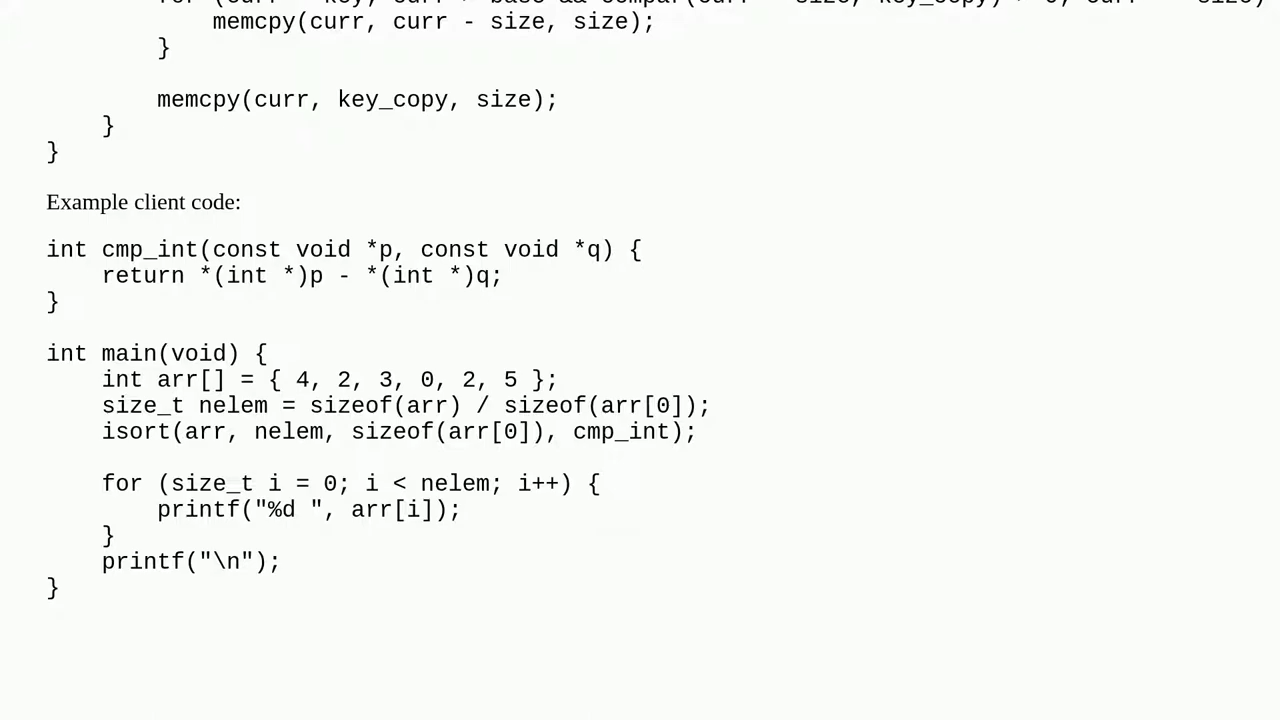 memcpy(curr, curr - size, size);
}
memcpy(curr, key_copy, size);
}
}
Example client code:
int cmp_int(const void *p, const void *q) {
return *(int *)p - *(int *)q;
}
int main(void) {
int arr[] = { 4, 2, 3, 0, 2, 5 };
size_t nelem = sizeof(arr) / sizeof(arr[0]);
isort(arr, nelem, sizeof(arr[0]), cmp_int);
for (size_t i = 0; i < nelem; i++) {
printf("%d ", arr[i]);
}
printf("\n");
}